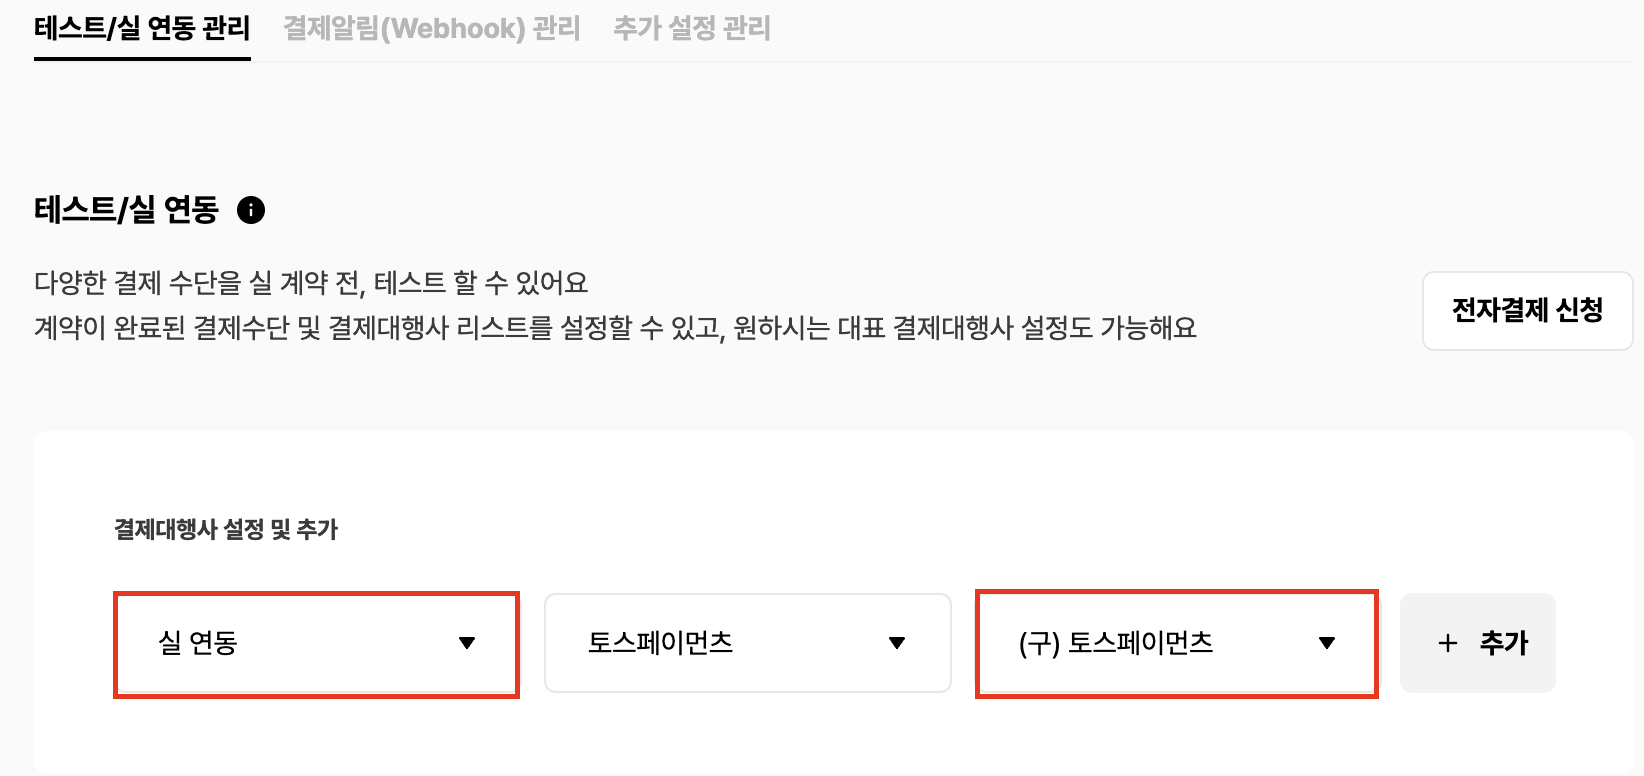 테스트/실 연동 관리 결제알림(Webhook) 관리 추가 설정 관리
테스트/실 연동
다양한 결제 수단을 실 계약 전, 테스트 할 수 있어요
계약이 완료된 결제수단 및 결제대행사 리스트를 설정할 수 있고, 원하시는 대표 결제대행사 설정도 가능해요
전자결제 신청
결제대행사 설정 및 추가
실 연동 토스페이먼츠 (구) 토스페이먼츠 + 추가